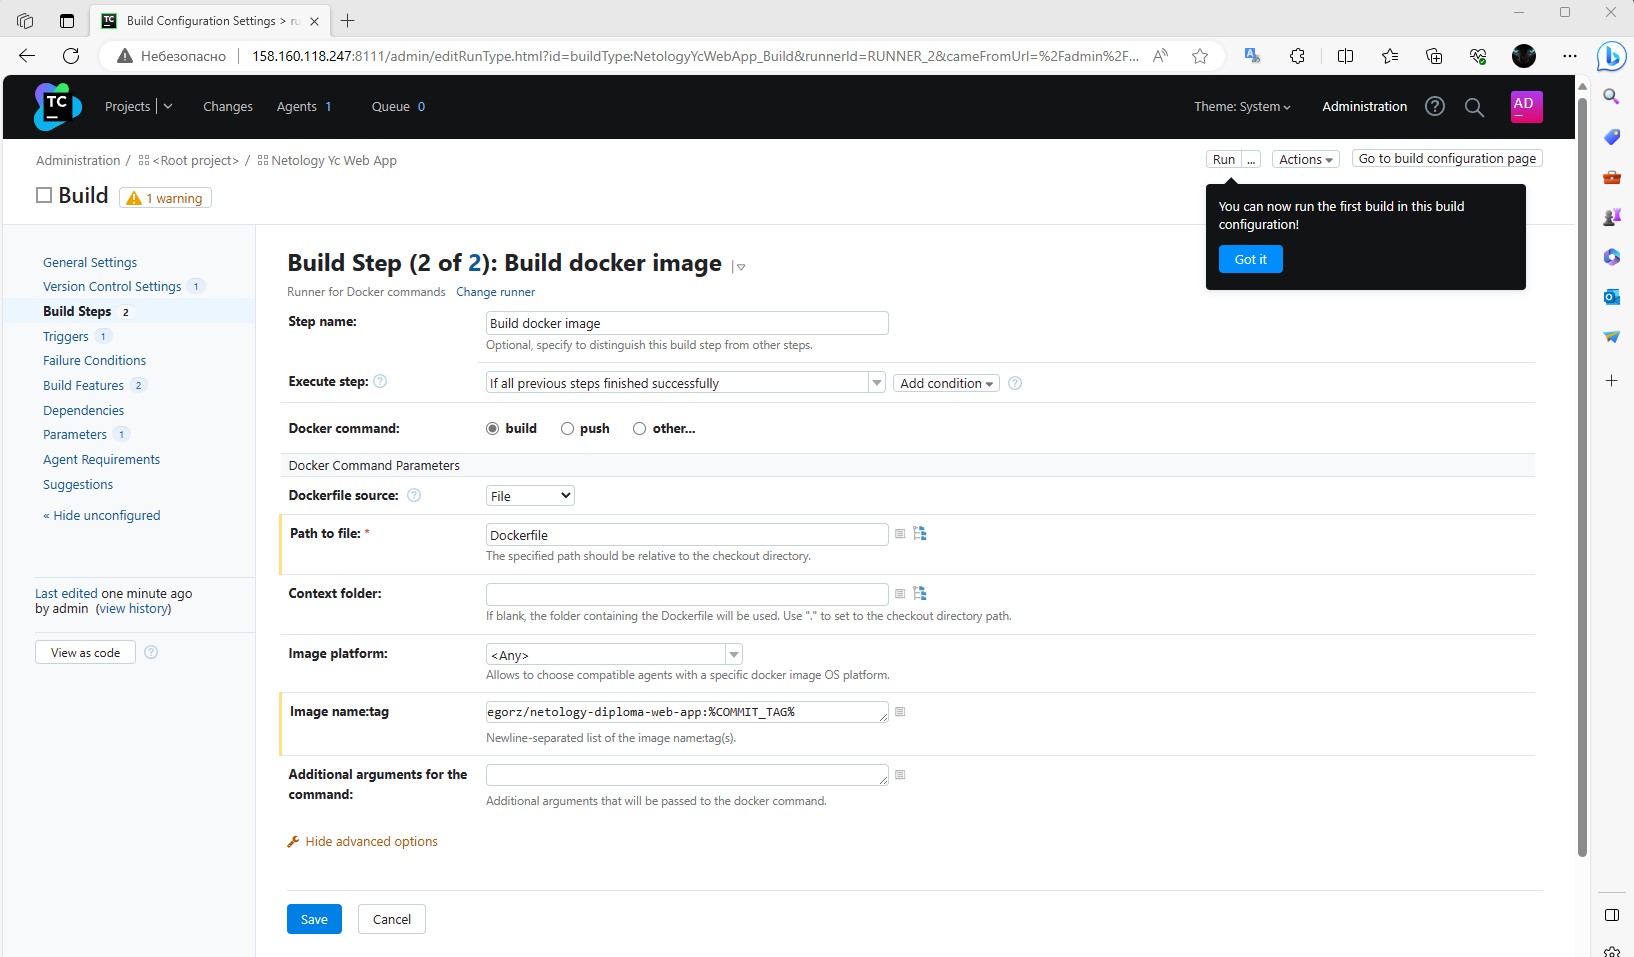 Build Configuration Settings > ru
Небезопасно
158.160.118.247:8111/admin/editRunType.html?id=buildType:NetologyYcWebApp_Build&runnerId=RUNNER_2&cameFromUrl=%2Fadmin%2F...
TC
Projects
Changes
Agents 1
Queue 0
Theme: System
Administration
AD
Administration / <Root project> / Netology Yc Web App
Run ...
Actions
Go to build configuration page
Build
1 warning
You can now run the first build in this build
configuration!
Got it
General Settings
Version Control Settings 1
Build Steps 2
Triggers 1
Failure Conditions
Build Features 2
Dependencies
Parameters 1
Agent Requirements
Suggestions
« Hide unconfigured
Last edited one minute ago
by admin (view history)
View as code
Build Step (2 of 2): Build docker image
Runner for Docker commands Change runner
Step name:
Build docker image
Optional, specify to distinguish this build step from other steps.
Execute step:
If all previous steps finished successfully
Add condition
Docker command:
build
push
other...
Docker Command Parameters
Dockerfile source:
File
Path to file: *
Dockerfile
The specified path should be relative to the checkout directory.
Context folder:
If blank, the folder containing the Dockerfile will be used. Use "." to set to the checkout directory path.
Image platform:
<Any>
Allows to choose compatible agents with a specific docker image OS platform.
Image name:tag
egorz/netology-diploma-web-app:%COMMIT_TAG%
Newline-separated list of the image name:tag(s).
Additional arguments for the
command:
Additional arguments that will be passed to the docker command.
Hide advanced options
Save
Cancel